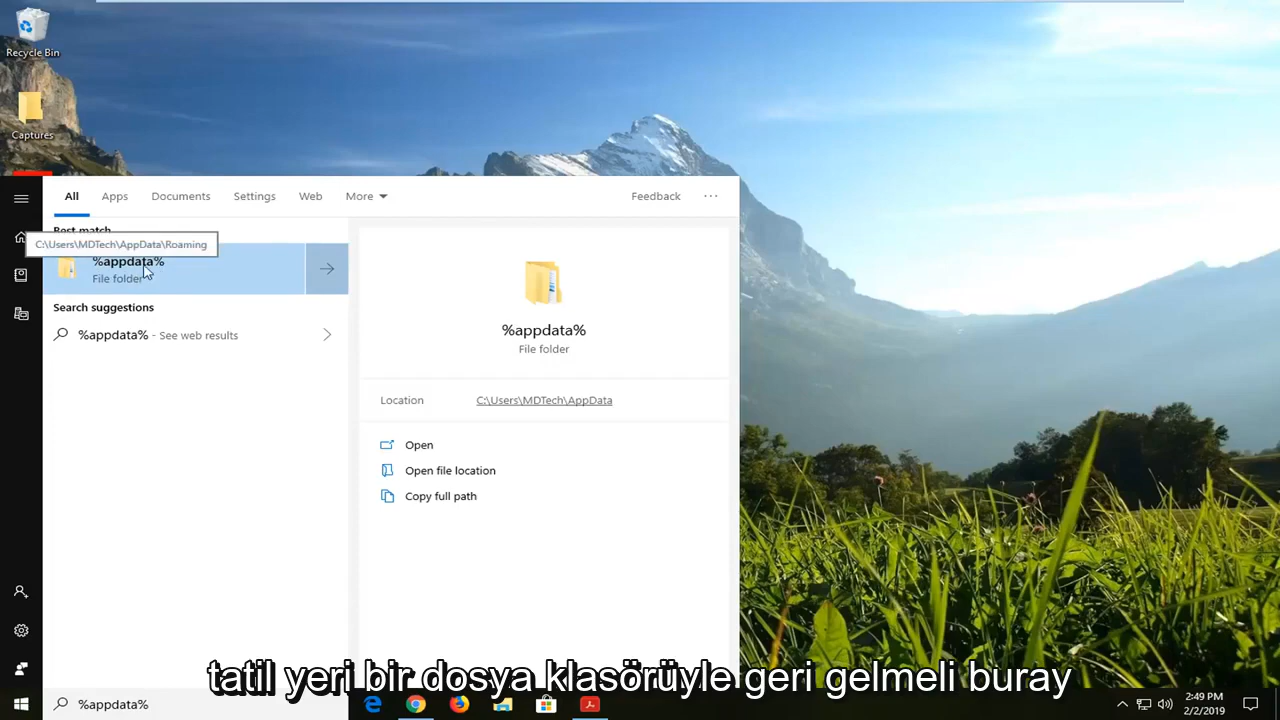 Recycle Bin
Captures
All Apps Documents Settings Web More Feedback ...
Best match
C:\Users\MDTech\AppData\Roaming
%appdata%
File folder
Search suggestions
%appdata% - See web results
%appdata%
File folder
Location C:\Users\MDTech\AppData
Open
Open file location
Copy full path
tatil yeri bir dosya klasörüyle geri gelmeli buray
%appdata%
2:49 PM
2/2/2019